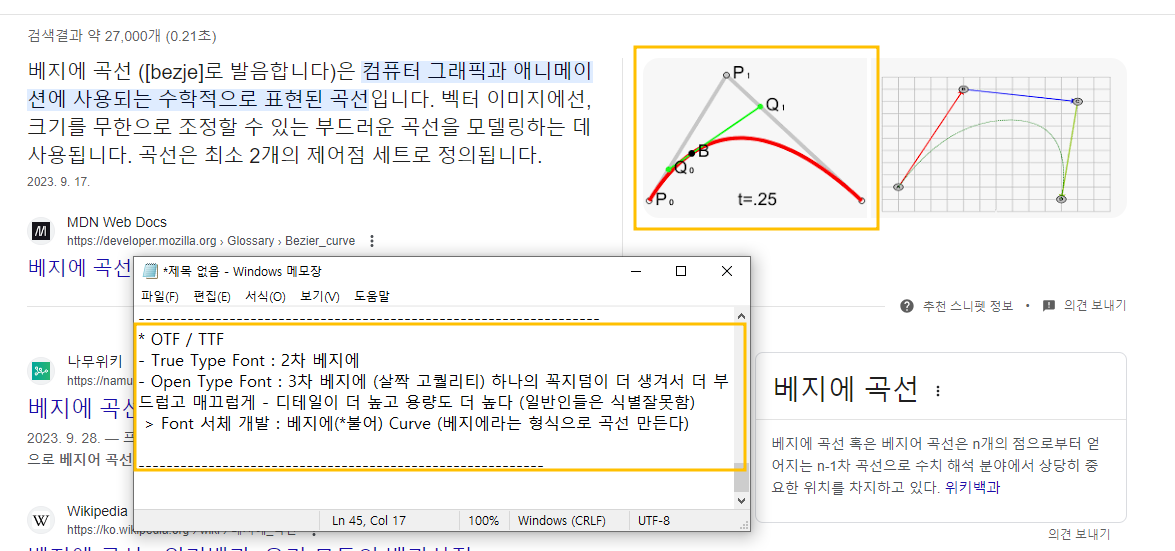 검색결과 약 27,000개 (0.21초)
베지에 곡선 ([bezje]로 발음합니다)은 컴퓨터 그래픽과 애니메이
션에 사용되는 수학적으로 표현된 곡선입니다. 벡터 이미지에선,
크기를 무한으로 조정할 수 있는 부드러운 곡선을 모델링하는 데
사용됩니다. 곡선은 최소 2개의 제어점 세트로 정의됩니다.
2023. 9. 17.
P1
Q1
B
Q0
P0
t=.25
MDN Web Docs
https://developer.mozilla.org › Glossary › Bezier_curve
베지에 곡선
*제목 없음 - Windows 메모장
파일(F) 편집(E) 서식(O) 보기(V) 도움말
--------------------------------------------------------------------
* OTF / TTF
- True Type Font : 2차 베지에
- Open Type Font : 3차 베지에 (살짝 고퀄리티) 하나의 꼭지덤이 더 생겨서 더 부
드럽고 매끄럽게 - 디테일이 더 높고 용량도 더 높다 (일반인들은 식별잘못함)
> Font 서체 개발 : 베지에(*불어) Curve (베지에라는 형식으로 곡선 만든다)
------------------------------------------------------------
Ln 45, Col 17 100% Windows (CRLF) UTF-8
추천 스니펫 정보 • 의견 보내기
나무위키
https://namu
베지에 곡선
2023. 9. 28. —
으로 베지어 곡선
Wikipedia
https://ko.wikipedia.org › wiki
베지에 곡선
베지에 곡선 혹은 베지어 곡선은 n개의 점으로부터 얻
어지는 n-1차 곡선으로 수치 해석 분야에서 상당히 중
요한 위치를 차지하고 있다. 위키백과
의견 보내기